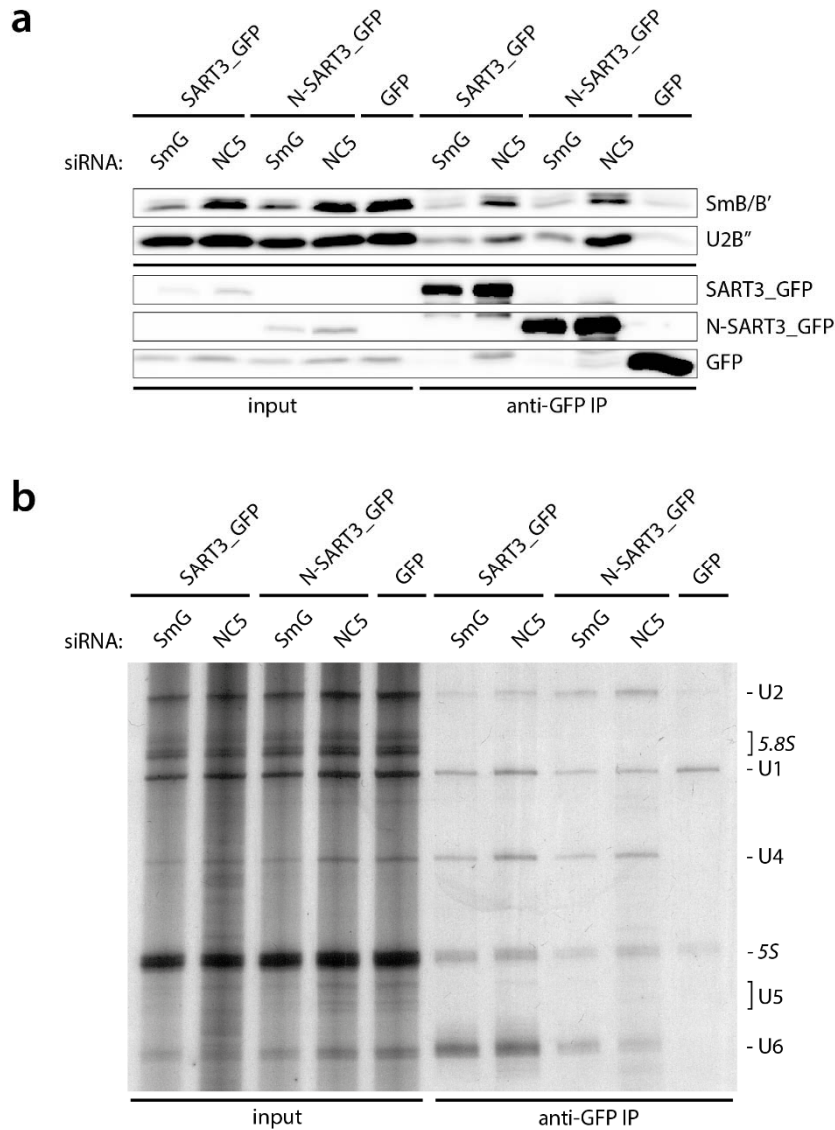 a
SART3_GFP N-SART3_GFP GFP SART3_GFP N-SART3_GFP GFP
siRNA: SmG NC5 SmG NC5 SmG NC5 SmG NC5
SmB/B′
U2B″
SART3_GFP
N-SART3_GFP
GFP
input anti-GFP IP
b
SART3_GFP N-SART3_GFP GFP SART3_GFP N-SART3_GFP GFP
siRNA: SmG NC5 SmG NC5 SmG NC5 SmG NC5
- U2
] 5.8S
- U1
- U4
- 5S
] U5
- U6
input anti-GFP IP